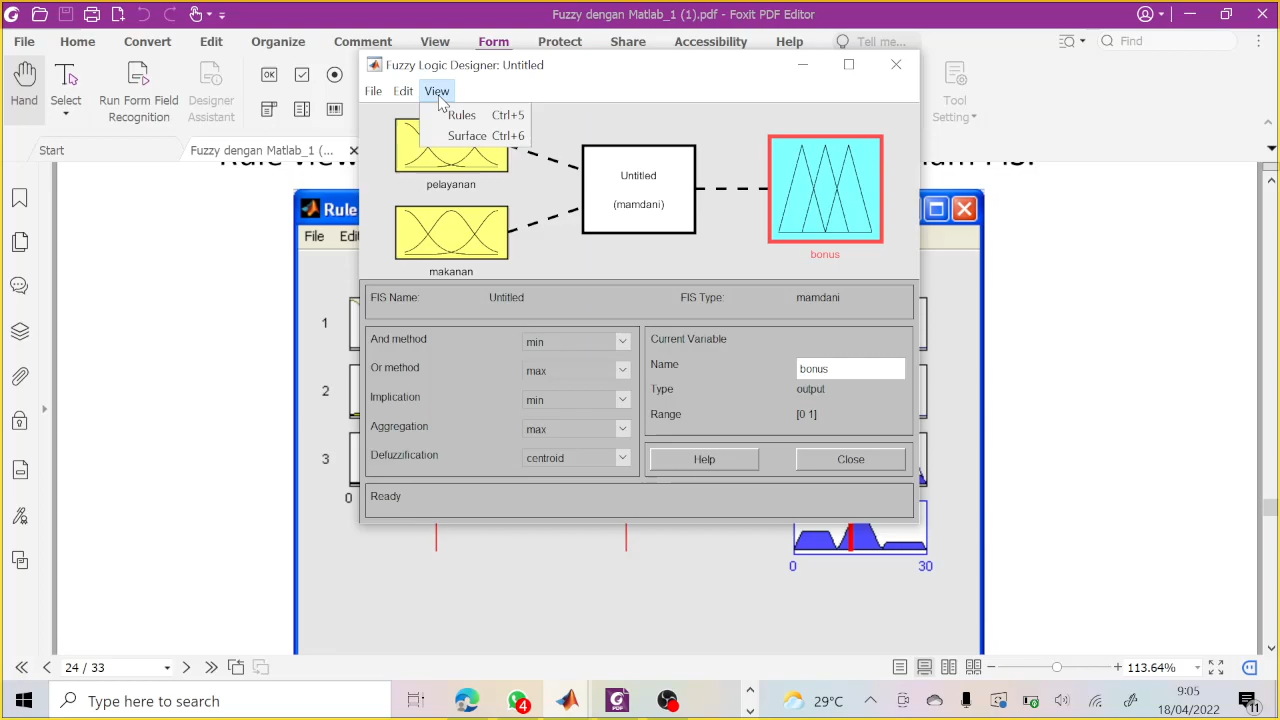 Fuzzy dengan Matlab_1 (1).pdf - Foxit PDF Editor
File Home Convert Edit Organize Comment View Form Protect Share Accessibility Help Tell me... Find
Hand Select Run Form Field Recognition Designer Assistant OK Tool Setting
Start Fuzzy dengan Matlab_1 (...
Fuzzy Logic Designer: Untitled
File Edit View
Rules Ctrl+5
Surface Ctrl+6
pelayanan
makanan
Untitled
(mamdani)
bonus
FIS Name: Untitled FIS Type: mamdani
And method min
Or method max
Implication min
Aggregation max
Defuzzification centroid
Current Variable
Name bonus
Type output
Range [0 1]
Help Close
Ready
FIS.
Rule
File Edi
1
2
3
0
0 30
24 / 33 113.64%
Type here to search 4 29°C 9:05
18/04/2022 11